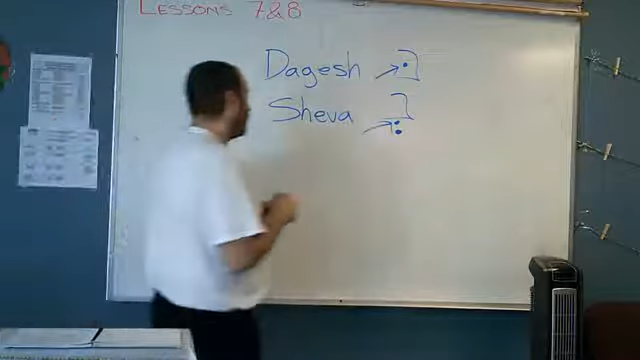 Lessons 7&8
Dagesh → בּ
Sheva → בְ